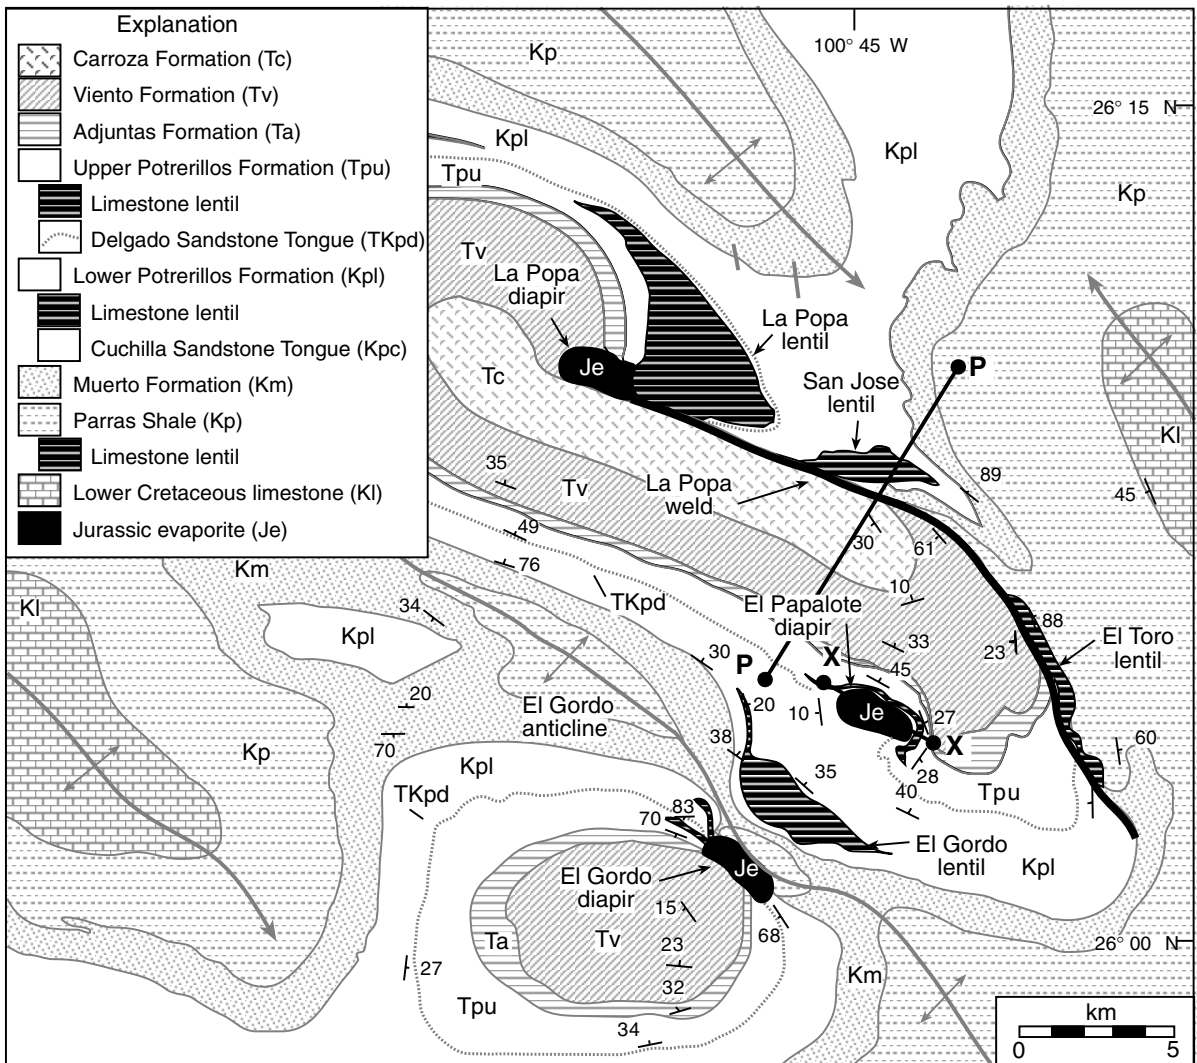 Explanation
Carroza Formation (Tc)
Viento Formation (Tv)
Adjuntas Formation (Ta)
Upper Potrerillos Formation (Tpu)
Limestone lentil
Delgado Sandstone Tongue (TKpd)
Lower Potrerillos Formation (Kpl)
Limestone lentil
Cuchilla Sandstone Tongue (Kpc)
Muerto Formation (Km)
Parras Shale (Kp)
Limestone lentil
Lower Cretaceous limestone (Kl)
Jurassic evaporite (Je)
100° 45 W
Kp
26° 15 N
Kpl
Kpl
Tpu
Kp
Tv
La Popa
diapir
La Popa
lentil
Je
P
Tc
San Jose
lentil
Kl
35
Tv
La Popa
weld
89
45
49
30
61
76
Km
TKpd
10
El Papalote
diapir
Kl
34
Kpl
88
El Toro
lentil
33
23
30
X
P
45
20
20
10
Je
27
El Gordo
anticline
X
Kp
70
38
60
Kpl
35
28
TKpd
40
Tpu
83
70
El Gordo
lentil
Kpl
Je
El Gordo
diapir
15
68
Ta
Tv
26° 00 N
23
27
Km
32
Tpu
34
km
0
5